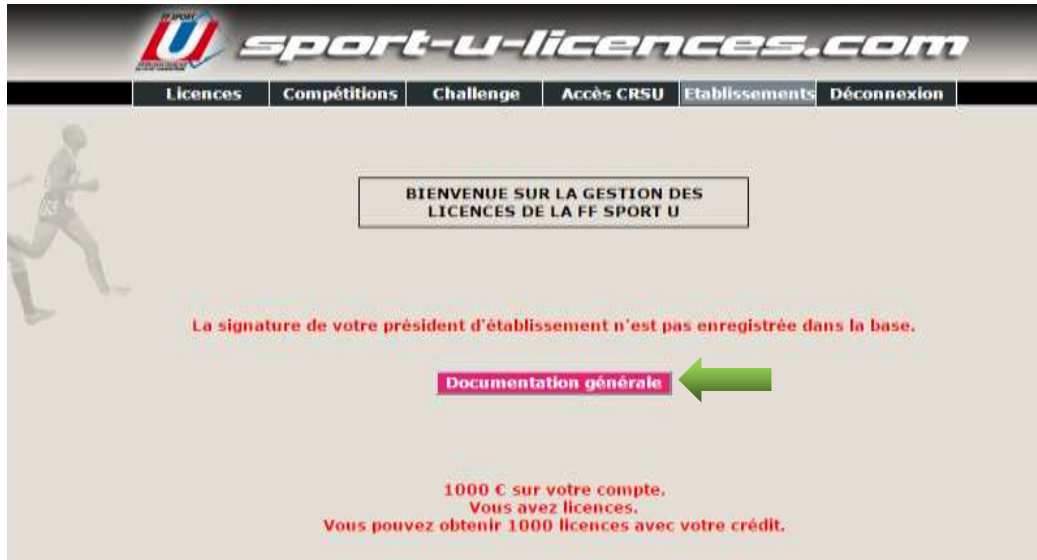 FF SPORT
U
sport-u-licences.com
Licences Compétitions Challenge Accès CRSU Etablissements Déconnexion
BIENVENUE SUR LA GESTION DES
LICENCES DE LA FF SPORT U
La signature de votre président d'établissement n'est pas enregistrée dans la base.
Documentation générale
1000 € sur votre compte.
Vous avez licences.
Vous pouvez obtenir 1000 licences avec votre crédit.